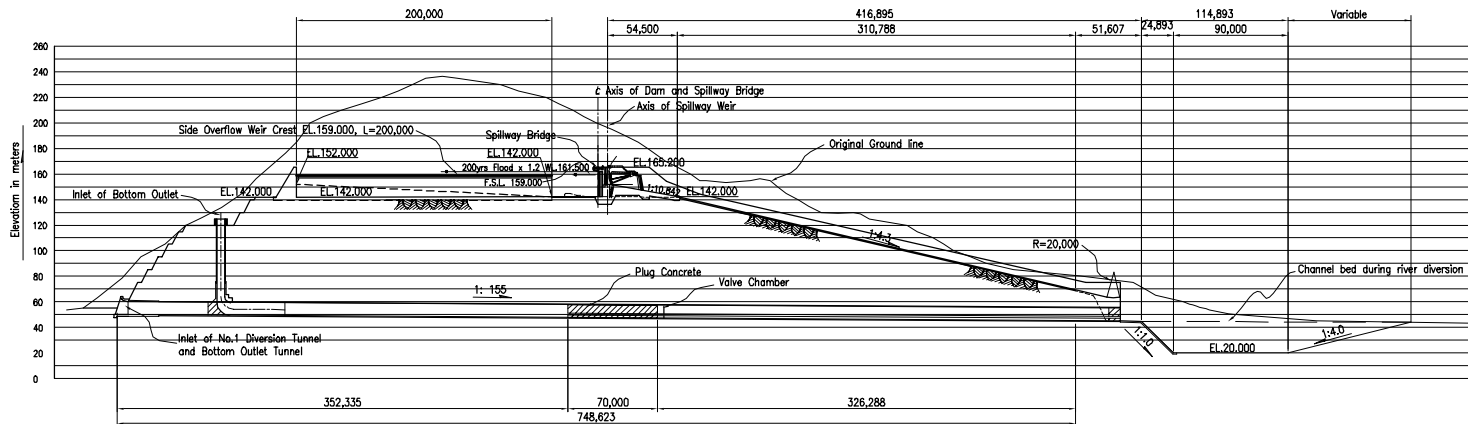 200,000
416,895
114,893
Variable
54,500
310,788
51,607
24,893
90,000
260
240
220
200
180
160
140
120
100
80
60
40
20
0
Elevatiorn in meters
¢ Axis of Dam and Spillway Bridge
Axis of Spillway Weir
Side Overflow Weir Crest EL.159.000, L=200,000
Spillway Bridge
Original Ground line
EL.152.000
EL.142.000
200yrs Flood x 1.2 WL.161.500
EL.165.200
F.S.L. 159.000
1:10.842
EL.142.000
EL.142.000
EL.142.000
Inlet of Bottom Outlet
1:4.3
R=20,000
Plug Concrete
Channel bed during river diversion
Valve Chamber
1: 155
Inlet of No.1 Diversion Tunnel
and Bottom Outlet Tunnel
1:1.0
EL.20.000
1:4.0
352,335
70,000
326,288
748,623